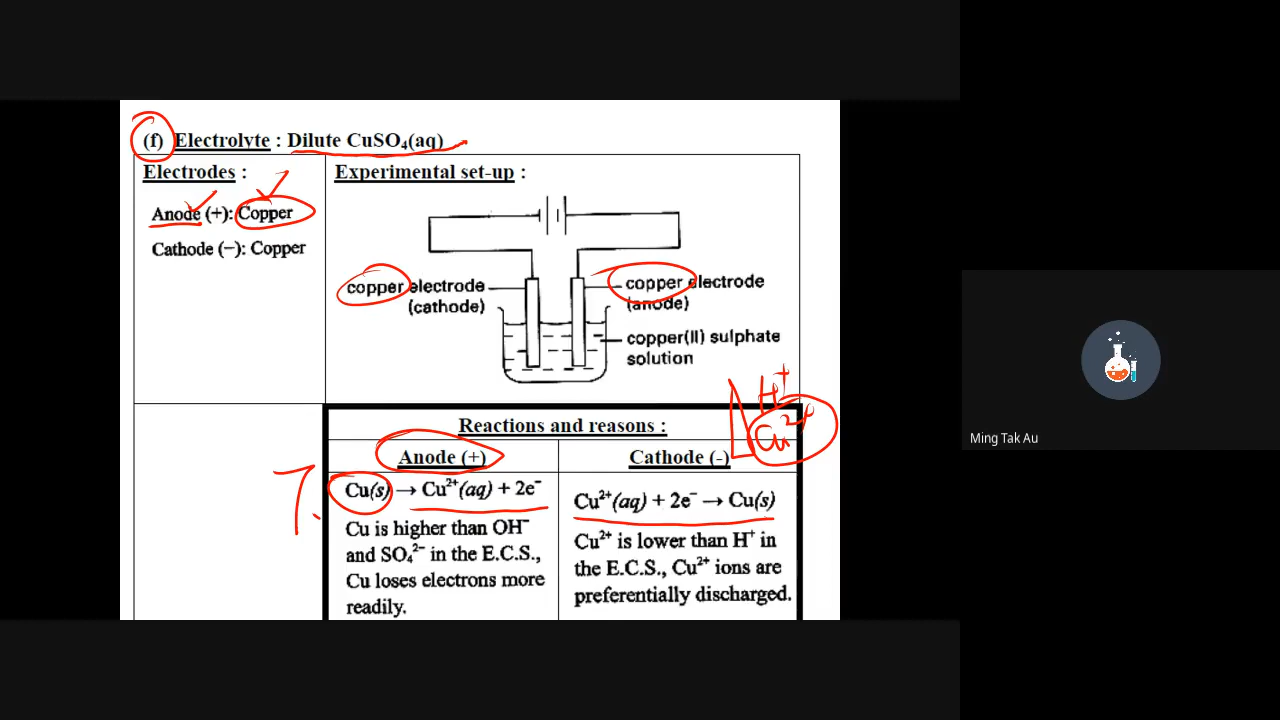 (f) Electrolyte : Dilute CuSO₄(aq)
Electrodes :
Anode (+): Copper
Cathode (−): Copper
Experimental set-up :
copper electrode
(cathode)
copper electrode
(anode)
copper(II) sulphate
solution
H⁺
Cu²⁺
Reactions and reasons :
Anode (+)
Cu(s) → Cu²⁺(aq) + 2e⁻
Cu is higher than OH⁻
and SO₄²⁻ in the E.C.S.,
Cu loses electrons more
readily.
Cathode (-)
Cu²⁺(aq) + 2e⁻ → Cu(s)
Cu²⁺ is lower than H⁺ in
the E.C.S., Cu²⁺ ions are
preferentially discharged.
Ming Tak Au